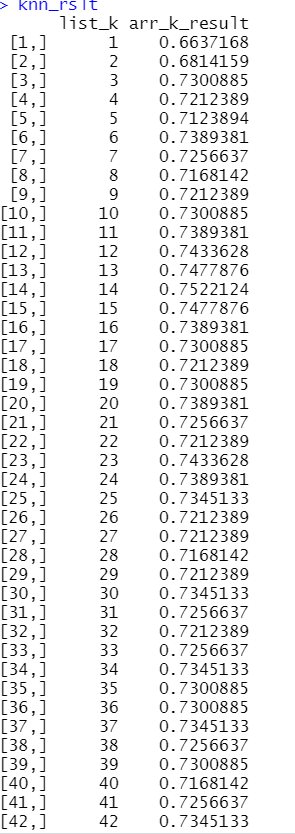 > knn_rslt
list_k arr_k_result
[1,] 1 0.6637168
[2,] 2 0.6814159
[3,] 3 0.7300885
[4,] 4 0.7212389
[5,] 5 0.7123894
[6,] 6 0.7389381
[7,] 7 0.7256637
[8,] 8 0.7168142
[9,] 9 0.7212389
[10,] 10 0.7300885
[11,] 11 0.7389381
[12,] 12 0.7433628
[13,] 13 0.7477876
[14,] 14 0.7522124
[15,] 15 0.7477876
[16,] 16 0.7389381
[17,] 17 0.7300885
[18,] 18 0.7212389
[19,] 19 0.7300885
[20,] 20 0.7389381
[21,] 21 0.7256637
[22,] 22 0.7212389
[23,] 23 0.7433628
[24,] 24 0.7389381
[25,] 25 0.7345133
[26,] 26 0.7212389
[27,] 27 0.7212389
[28,] 28 0.7168142
[29,] 29 0.7212389
[30,] 30 0.7345133
[31,] 31 0.7256637
[32,] 32 0.7212389
[33,] 33 0.7256637
[34,] 34 0.7345133
[35,] 35 0.7300885
[36,] 36 0.7300885
[37,] 37 0.7345133
[38,] 38 0.7256637
[39,] 39 0.7300885
[40,] 40 0.7168142
[41,] 41 0.7256637
[42,] 42 0.7345133